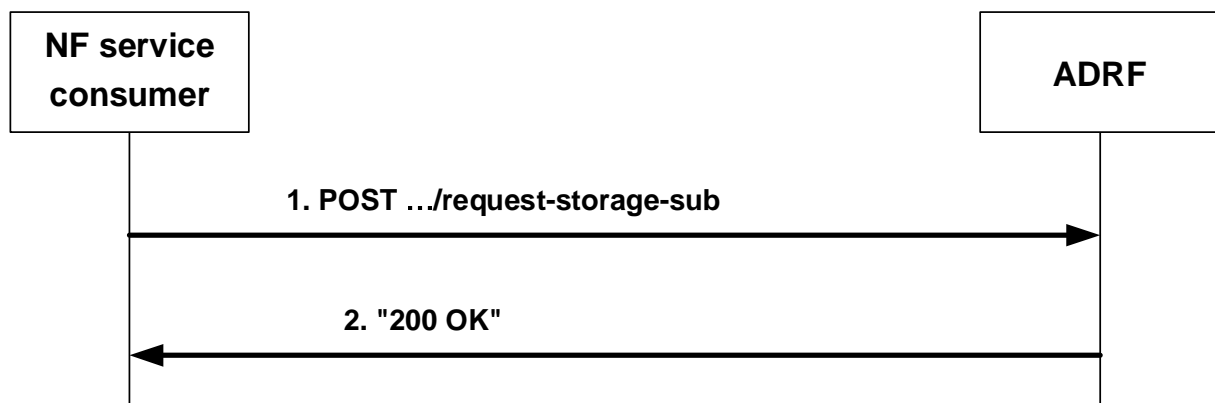 NF service
consumer
ADRF
1. POST …/request-storage-sub
2. "200 OK"